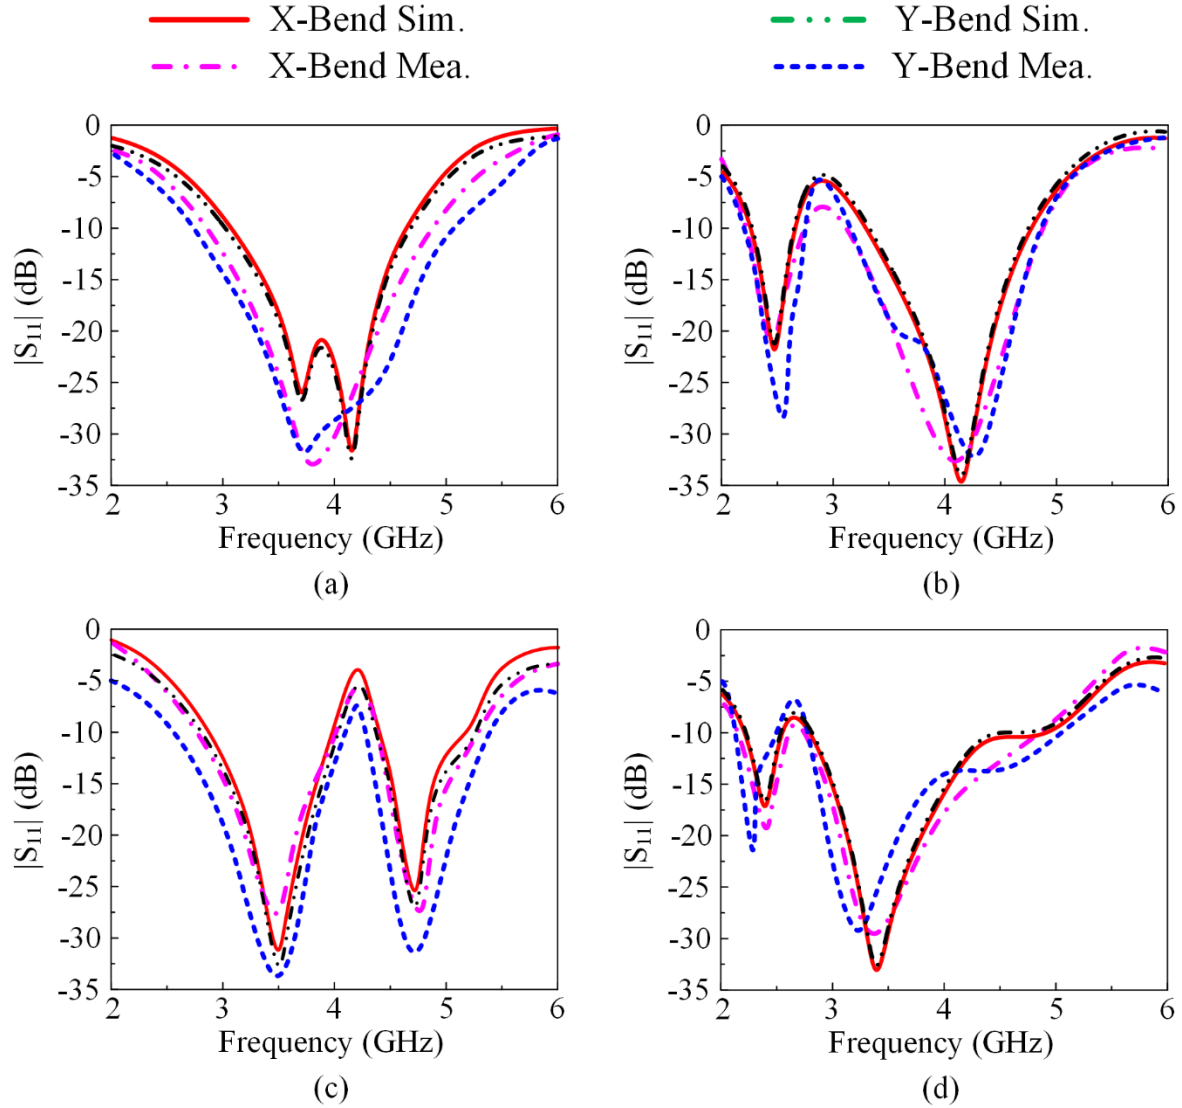 X-Bend Sim. Y-Bend Sim.
X-Bend Mea. Y-Bend Mea.
0
-5
-10
-15
-20
-25
-30
-35
|S11| (dB)
2 3 4 5 6
Frequency (GHz)
(a)
0
-5
-10
-15
-20
-25
-30
-35
|S11| (dB)
2 3 4 5 6
Frequency (GHz)
(b)
0
-5
-10
-15
-20
-25
-30
-35
|S11| (dB)
2 3 4 5 6
Frequency (GHz)
(c)
0
-5
-10
-15
-20
-25
-30
-35
|S11| (dB)
2 3 4 5 6
Frequency (GHz)
(d)